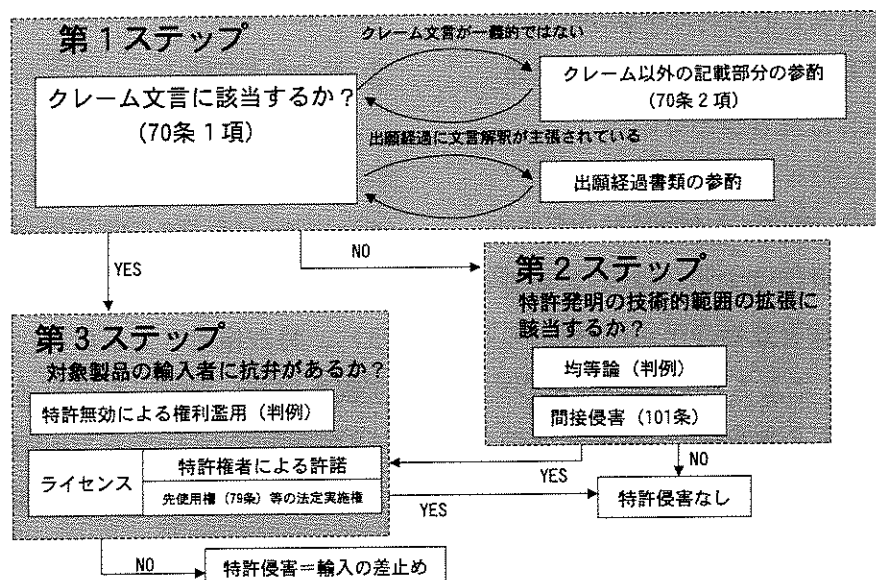 第1ステップ
クレーム文言が一義的ではない
クレーム文言に該当するか？
(70条1項)
クレーム以外の記載部分の参酌
(70条2項)
出願経過に文言解釈が主張されている
出願経過書類の参酌
YES
NO
第2ステップ
特許発明の技術的範囲の拡張に
該当するか？
均等論（判例）
間接侵害（101条）
第3ステップ
対象製品の輸入者に抗弁があるか？
特許無効による権利濫用（判例）
ライセンス
特許権者による許諾
先使用権（79条）等の法定実施権
YES
NO
YES
特許侵害なし
NO
特許侵害＝輸入の差止め